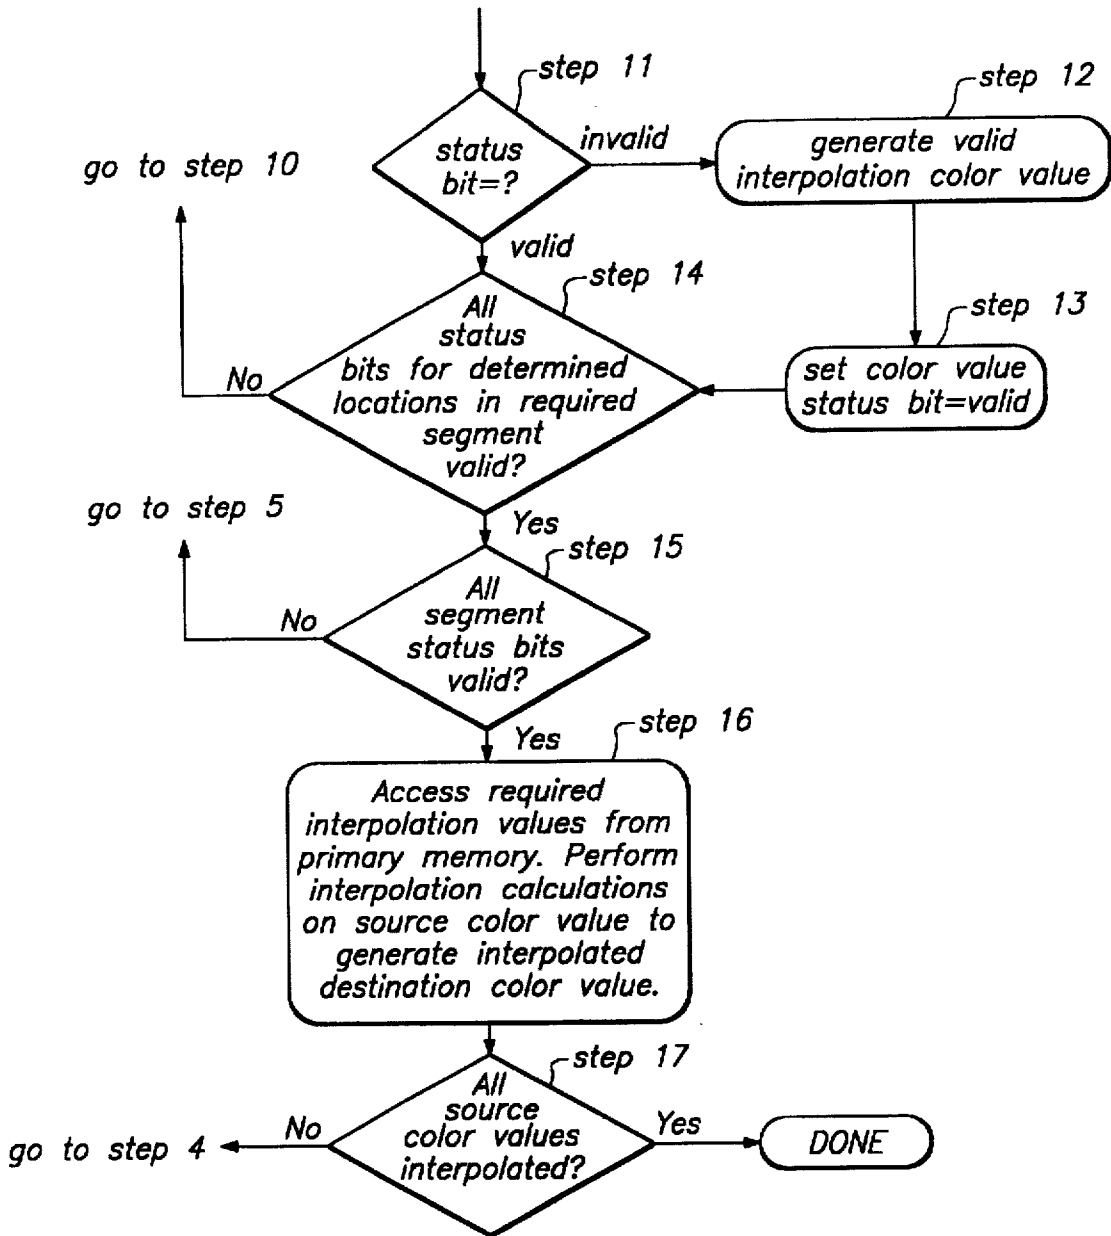 step 11
step 12
status
bit=?
invalid
generate valid
interpolation color value
go to step 10
valid
step 14
step 13
All
status
bits for determined
locations in required
segment
valid?
No
set color value
status bit=valid
go to step 5
Yes
step 15
All
segment
status bits
valid?
No
Yes
step 16
Access required
interpolation values from
primary memory. Perform
interpolation calculations
on source color value to
generate interpolated
destination color value.
step 17
All
source
color values
interpolated?
No
go to step 4
Yes
DONE